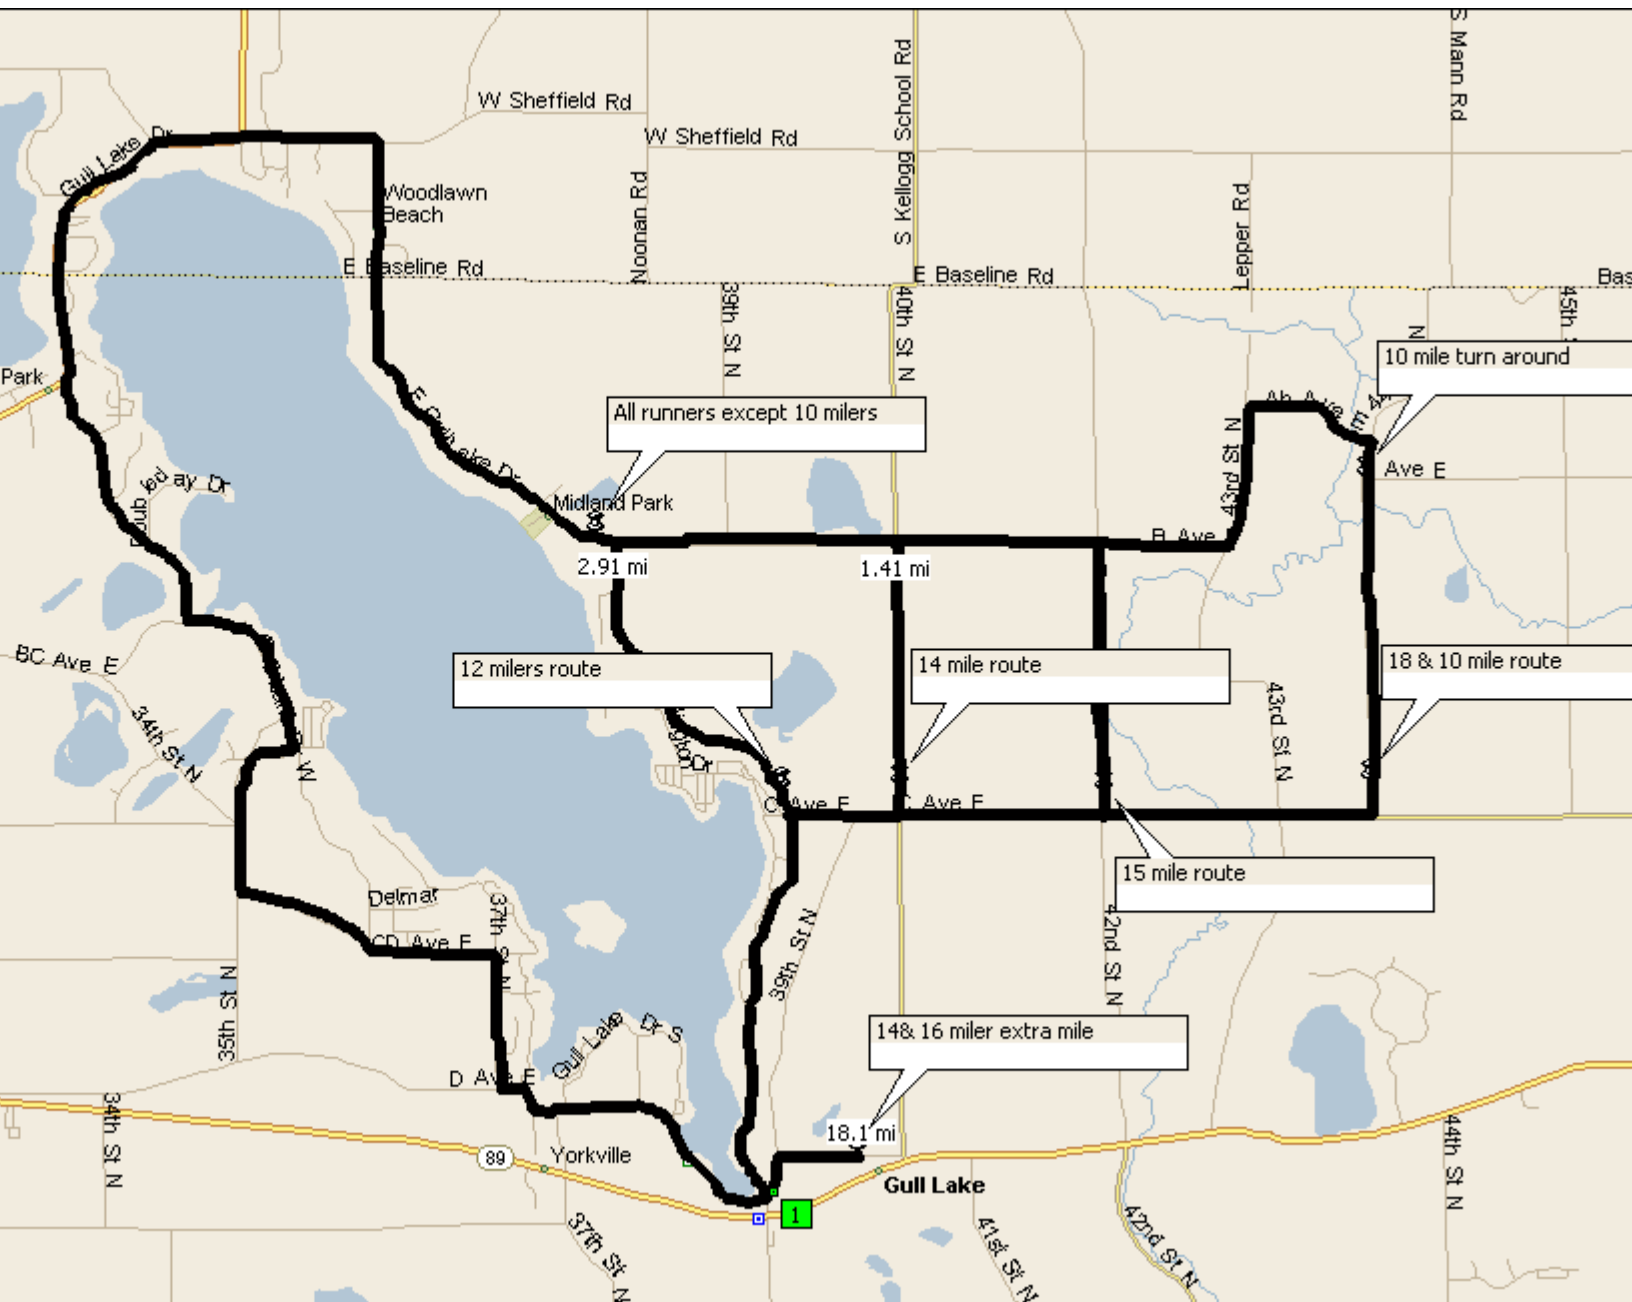 W Sheffield Rd
W Sheffield Rd
S Kellogg School Rd
S Mann Rd
Gull Lake Dr
Woodlawn
Beach
Noonan Rd
Lepper Rd
E Baseline Rd
E Baseline Rd
Bas
39th St N
40th St N
45th
N
Park
10 mile turn around
All runners except 10 milers
E Gull Lake Dr
Ave E
43rd St N
Midland Park
B Ave
2.91 mi
1.41 mi
BC Ave E
12 milers route
14 mile route
18 & 10 mile route
34th St N
43rd St N
W
Dr
C Ave E
Ave E
15 mile route
Delmar
37th St N
CD Ave E
39th St N
42nd St N
35th St N
Gull Lake Dr S
14& 16 miler extra mile
D Ave E
34th St N
18.1 mi
44th St N
89
Yorkville
Gull Lake
1
37th St N
41st St N
42nd St N